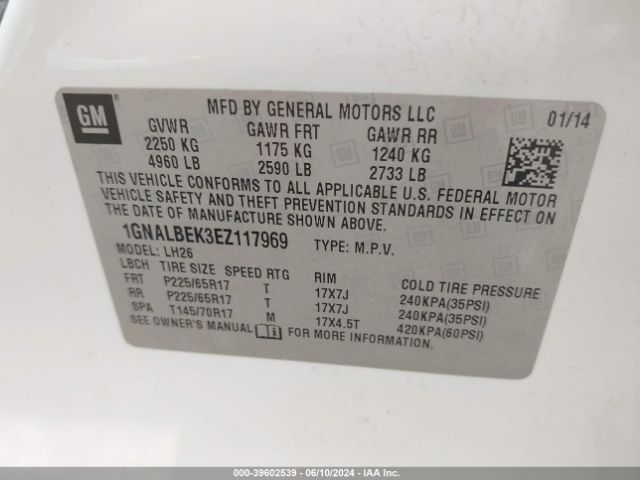 GM
MFD BY GENERAL MOTORS LLC 01/14
GVWR GAWR FRT GAWR RR
2250 KG 1175 KG 1240 KG
4960 LB 2590 LB 2733 LB
THIS VEHICLE CONFORMS TO ALL APPLICABLE U.S. FEDERAL MOTOR
VEHICLE SAFETY AND THEFT PREVENTION STANDARDS IN EFFECT ON
THE DATE OF MANUFACTURE SHOWN ABOVE.
1GNALBEK3EZ117969 TYPE: M.P.V.
MODEL: LH26
LBCH TIRE SIZE SPEED RTG RIM COLD TIRE PRESSURE
FRT P225/65R17 T 17X7J 240KPA(35PSI)
RR P225/65R17 T 17X7J 240KPA(35PSI)
SPA T145/70R17 M 17X4.5T 420KPA(60PSI)
SEE OWNER'S MANUAL FOR MORE INFORMATION.
000-39602539 - 06/10/2024 - IAA Inc.